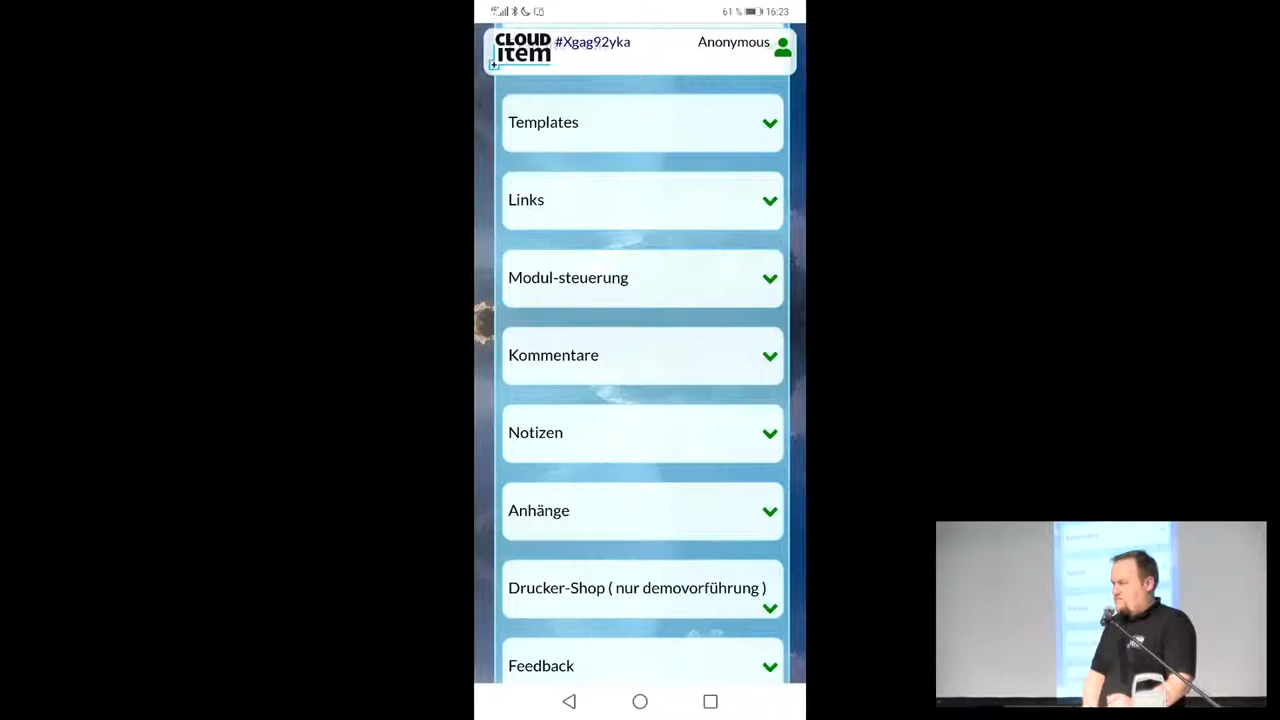 61 % 16:23
CLOUD
item
#Xgag92yka
Anonymous
Templates
Links
Modul-steuerung
Kommentare
Notizen
Anhänge
Drucker-Shop ( nur demovorführung )
Feedback